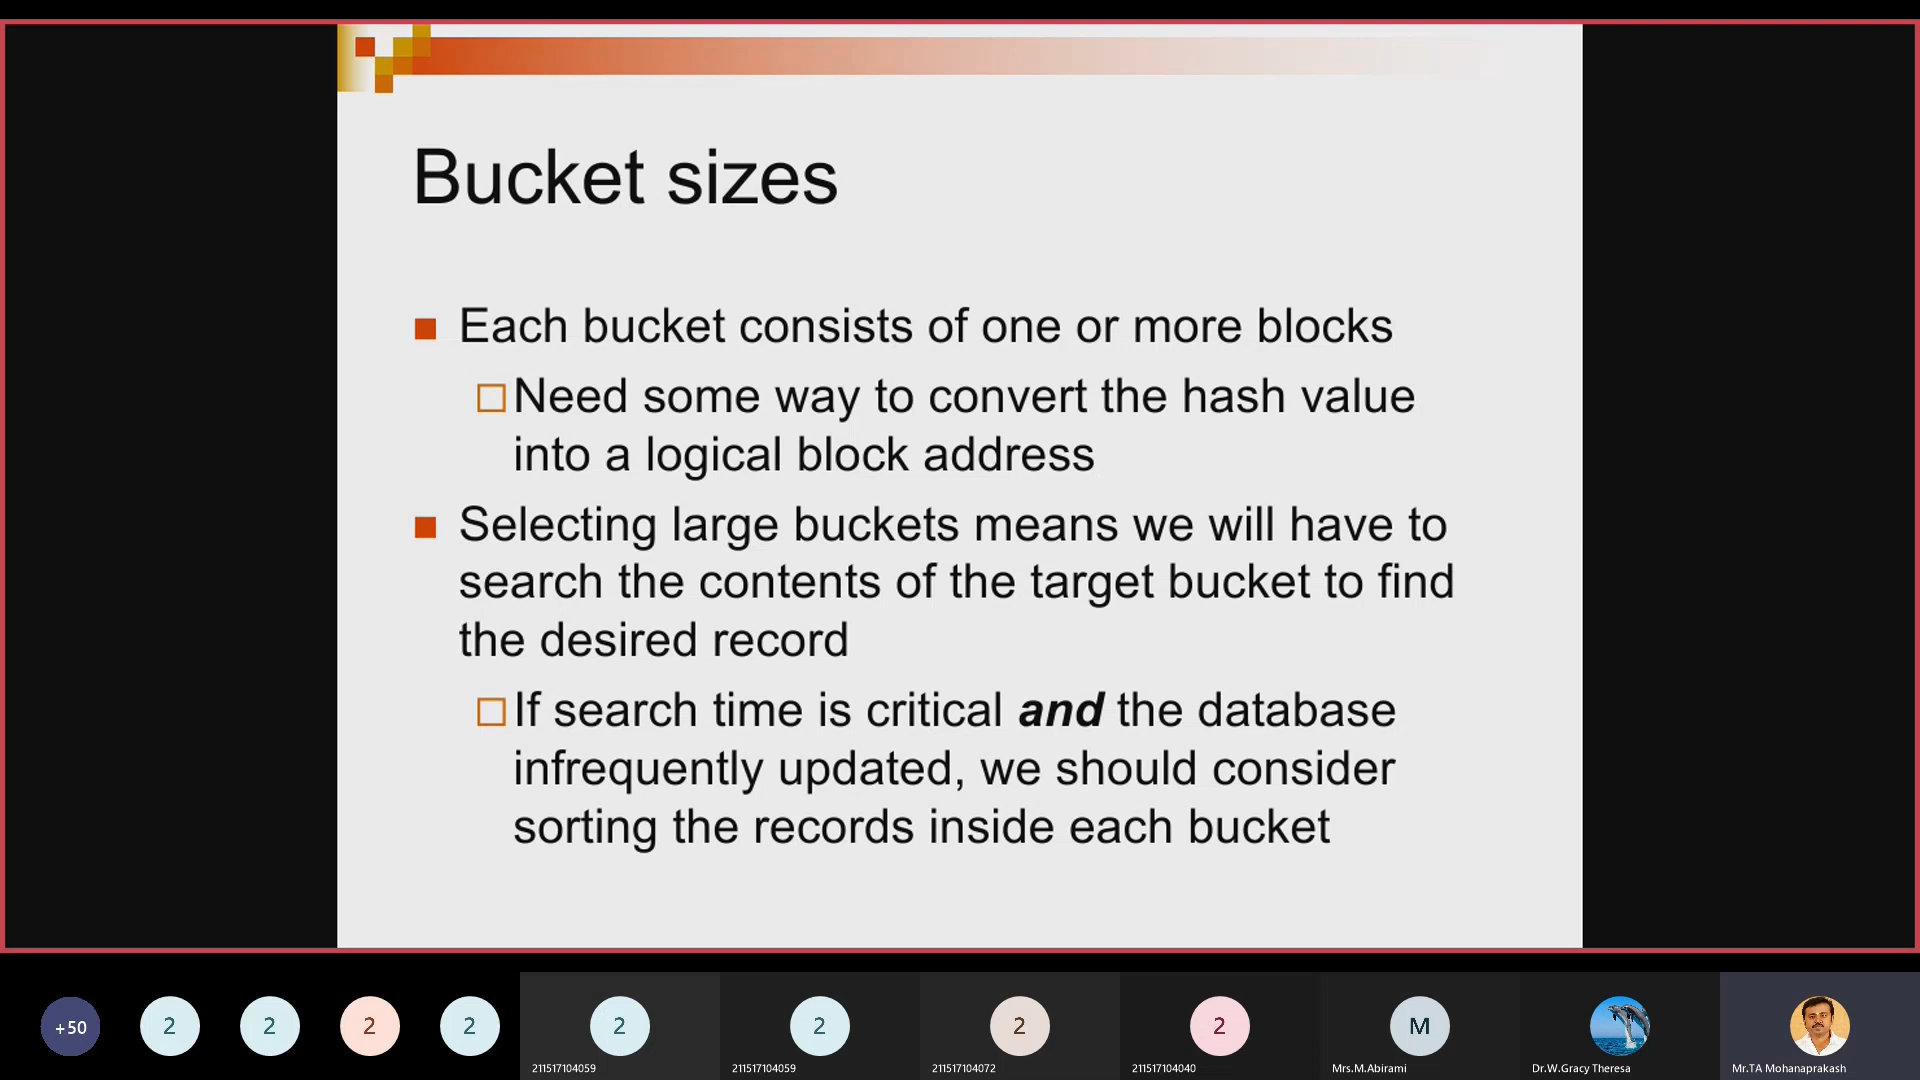 Bucket sizes
Each bucket consists of one or more blocks
Need some way to convert the hash value
into a logical block address
Selecting large buckets means we will have to
search the contents of the target bucket to find
the desired record
If search time is critical and the database
infrequently updated, we should consider
sorting the records inside each bucket
+50
2
2
2
2
2
2
2
2
M
211517104059
211517104059
211517104072
211517104040
Mrs.M.Abirami
Dr.W.Gracy Theresa
Mr.TA Mohanaprakash